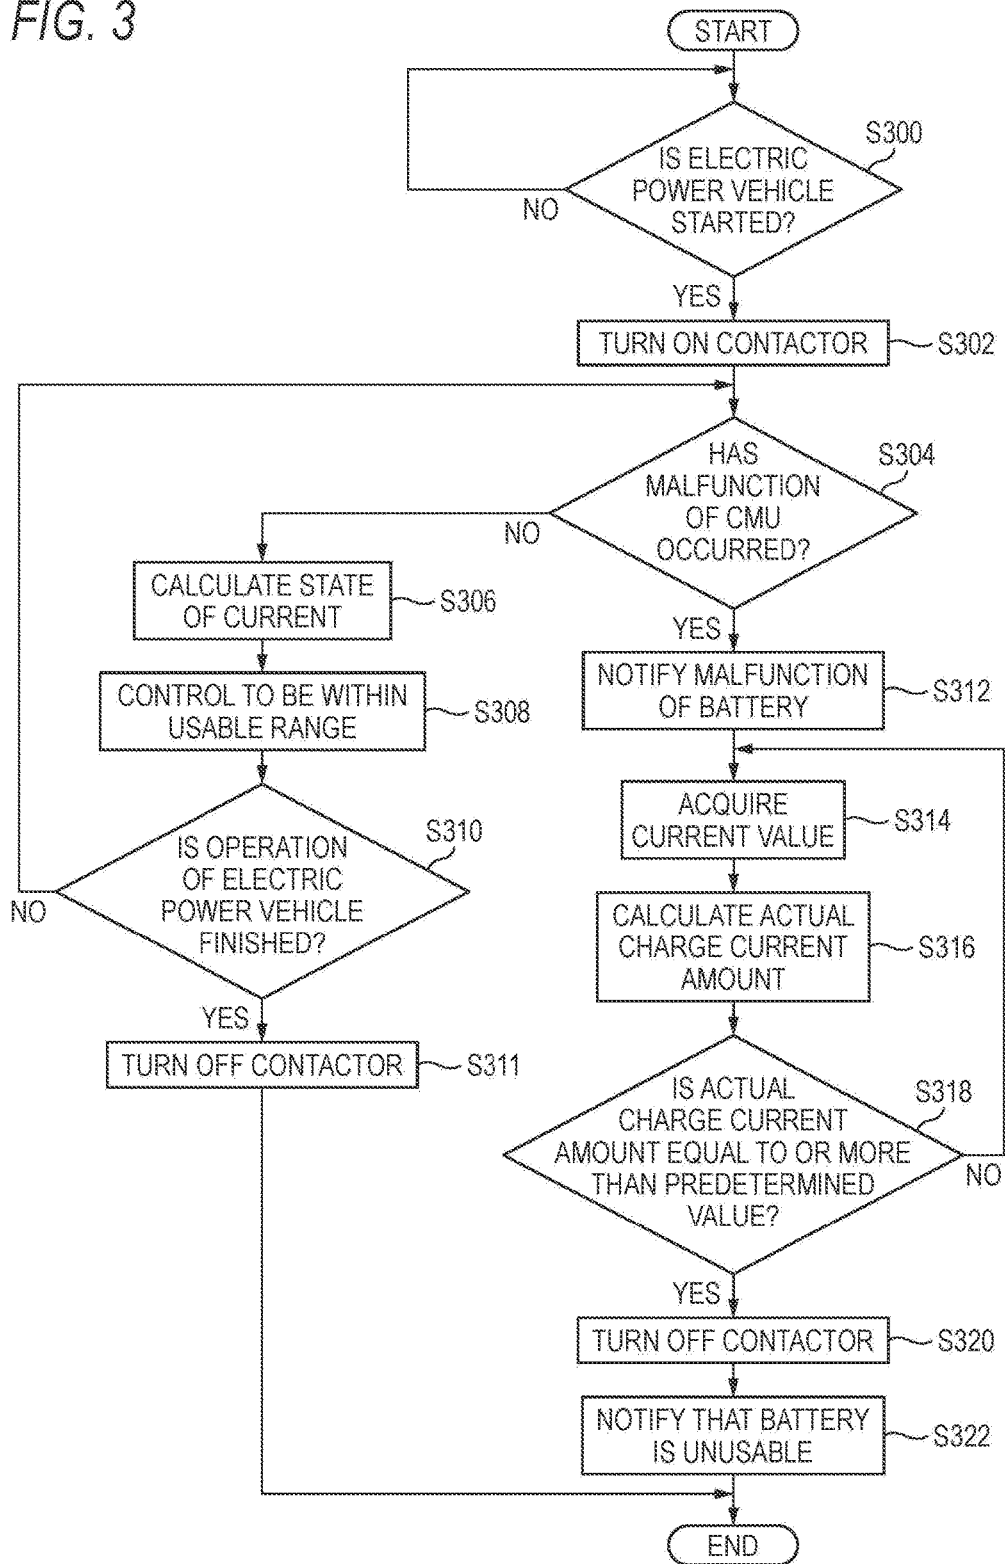 FIG. 3
START
S300
IS ELECTRIC
POWER VEHICLE
STARTED?
NO
YES
TURN ON CONTACTOR
S302
HAS
MALFUNCTION
OF CMU
OCCURRED?
S304
NO
YES
CALCULATE STATE
OF CURRENT
S306
CONTROL TO BE WITHIN
USABLE RANGE
S308
IS OPERATION
OF ELECTRIC
POWER VEHICLE
FINISHED?
S310
NO
YES
TURN OFF CONTACTOR
S311
NOTIFY MALFUNCTION
OF BATTERY
S312
ACQUIRE
CURRENT VALUE
S314
CALCULATE ACTUAL
CHARGE CURRENT
AMOUNT
S316
IS ACTUAL
CHARGE CURRENT
AMOUNT EQUAL TO OR MORE
THAN PREDETERMINED
VALUE?
S318
NO
YES
TURN OFF CONTACTOR
S320
NOTIFY THAT BATTERY
IS UNUSABLE
S322
END